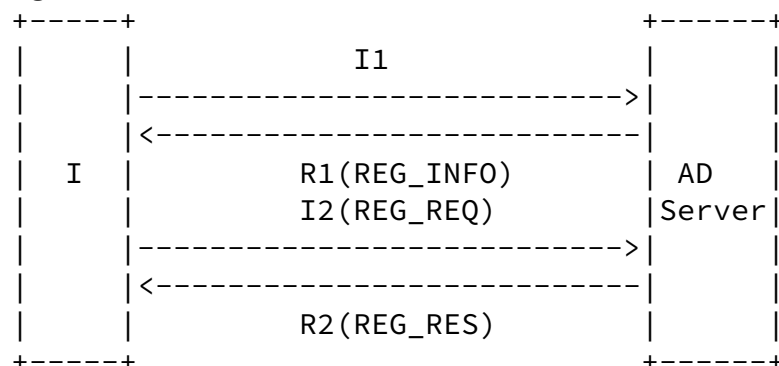 I1
I R1(REG_INFO) AD
I2(REG_REQ) Server
R2(REG_RES)